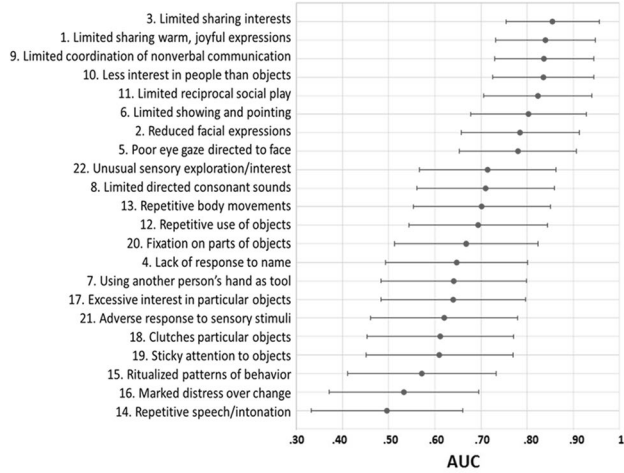 3. Limited sharing interests
1. Limited sharing warm, joyful expressions
9. Limited coordination of nonverbal communication
10. Less interest in people than objects
11. Limited reciprocal social play
6. Limited showing and pointing
2. Reduced facial expressions
5. Poor eye gaze directed to face
22. Unusual sensory exploration/interest
8. Limited directed consonant sounds
13. Repetitive body movements
12. Repetitive use of objects
20. Fixation on parts of objects
4. Lack of response to name
7. Using another person's hand as tool
17. Excessive interest in particular objects
21. Adverse response to sensory stimuli
18. Clutches particular objects
19. Sticky attention to objects
15. Ritualized patterns of behavior
16. Marked distress over change
14. Repetitive speech/intonation
.30 .40 .50 .60 .70 .80 .90 1
AUC